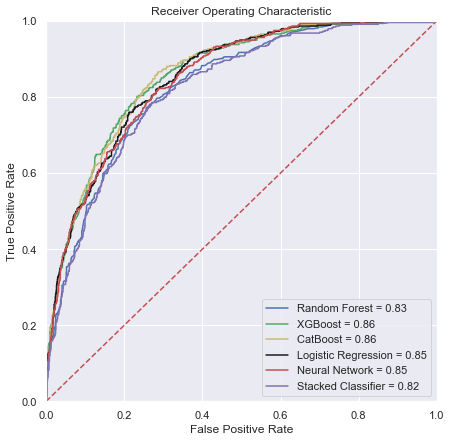 Receiver Operating Characteristic
1.0
0.8
0.6
0.4
0.2
0.0
True Positive Rate
Random Forest = 0.83
XGBoost = 0.86
CatBoost = 0.86
Logistic Regression = 0.85
Neural Network = 0.85
Stacked Classifier = 0.82
0.0 0.2 0.4 0.6 0.8 1.0
False Positive Rate